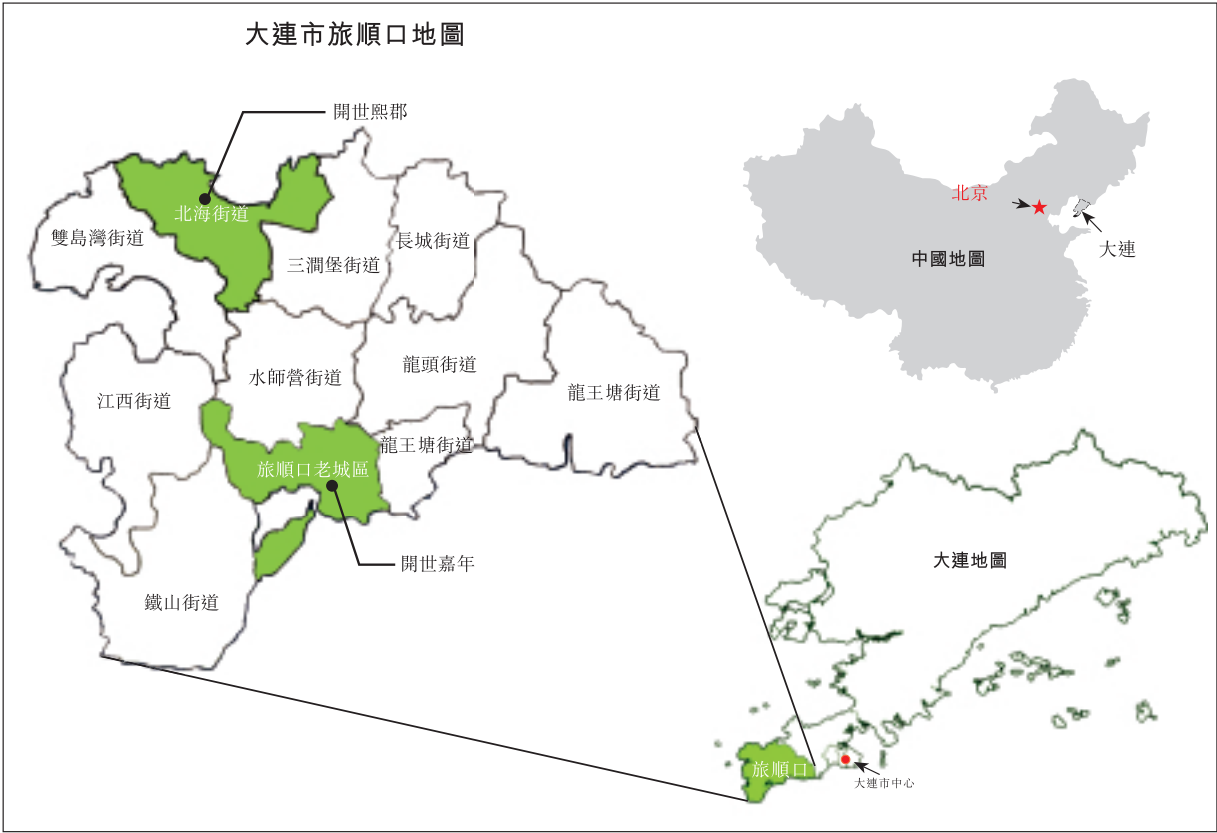 大連市旅順口地圖
開世熙郡
北海街道
雙島灣街道
三澗堡街道
長城街道
水師營街道
龍頭街道
龍王塘街道
江西街道
龍王塘街道
旅順口老城區
開世嘉年
鐵山街道
北京
大連
中國地圖
大連地圖
旅順口
大連市中心